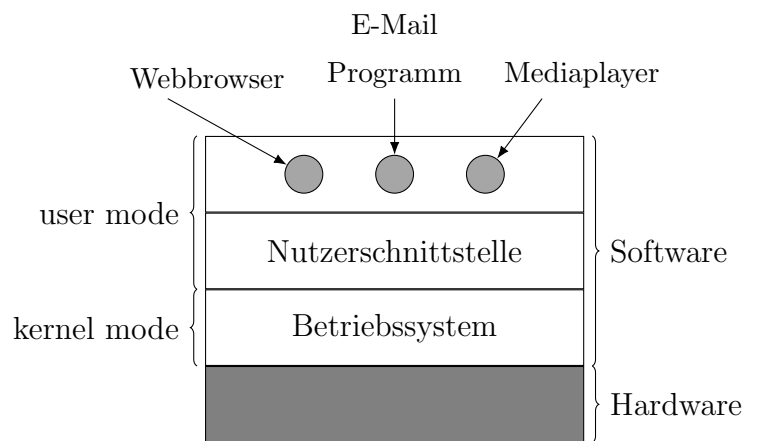 E-Mail
Webbrowser
Programm
Mediaplayer
user mode
Nutzerschnittstelle
Software
kernel mode
Betriebssystem
Hardware